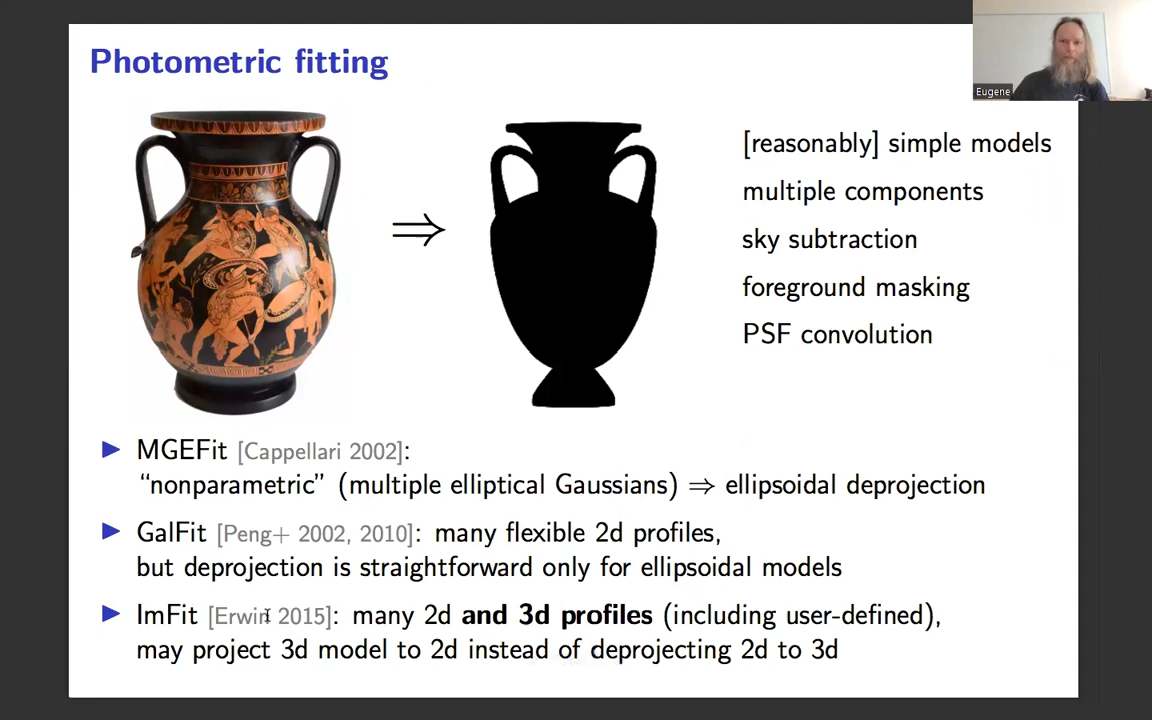 Photometric fitting
Eugene
[reasonably] simple models
multiple components
sky subtraction
foreground masking
PSF convolution
⇒
▶ MGEFit [Cappellari 2002]:
“nonparametric” (multiple elliptical Gaussians) ⇒ ellipsoidal deprojection
▶ GalFit [Peng+ 2002, 2010]: many flexible 2d profiles,
but deprojection is straightforward only for ellipsoidal models
▶ ImFit [Erwin 2015]: many 2d and 3d profiles (including user-defined),
may project 3d model to 2d instead of deprojecting 2d to 3d